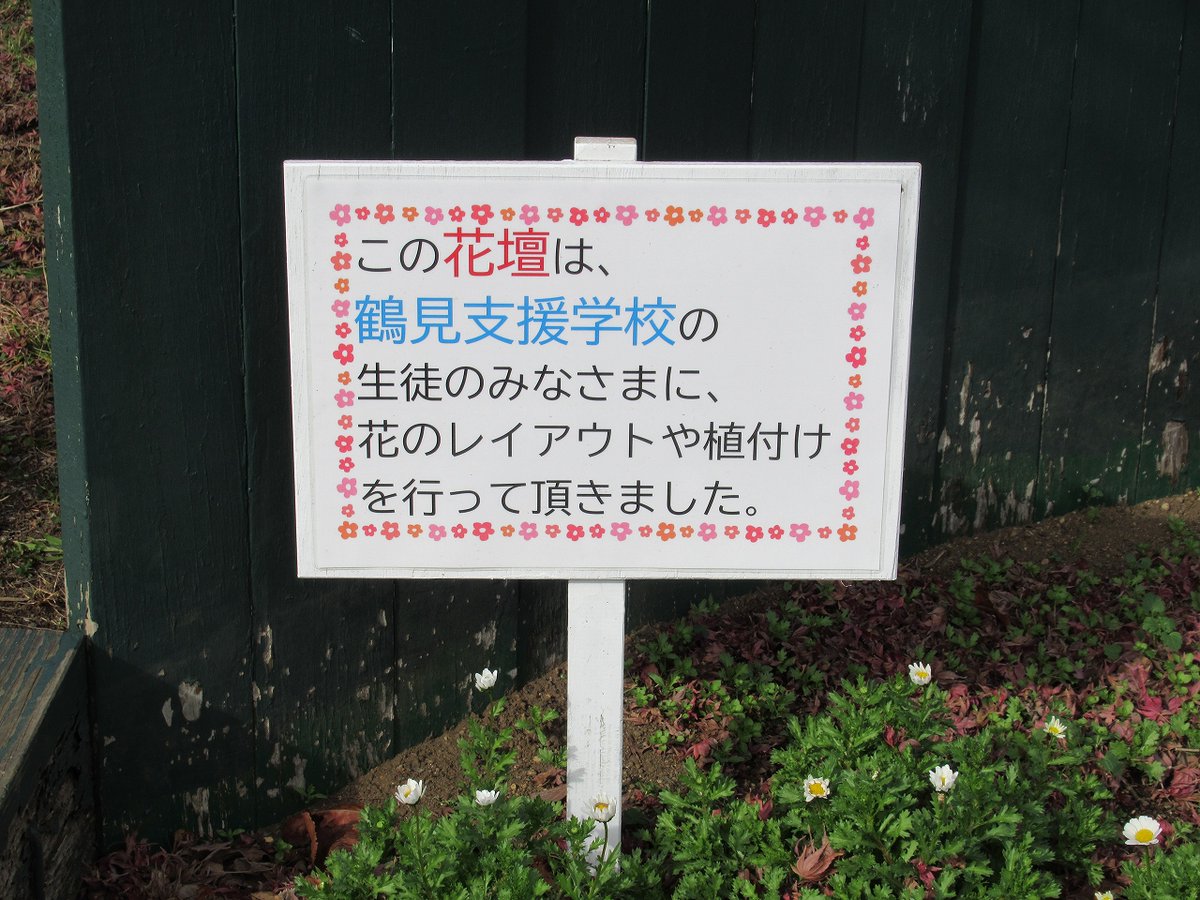 この花壇は、
鶴見支援学校の
生徒のみなさまに、
花のレイアウトや植付け
を行って頂きました。